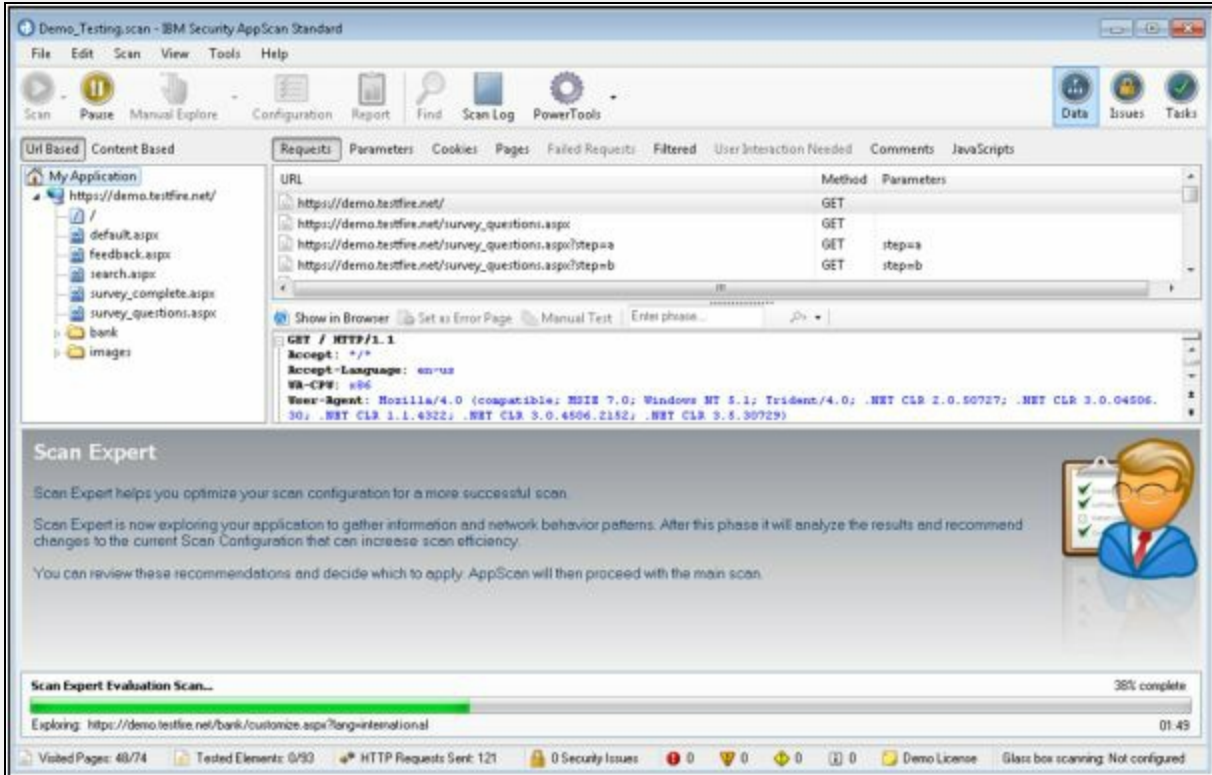 Demo_Testing.scan - IBM Security AppScan Standard
File Edit Scan View Tools Help
Scan Pause Manual Explore Configuration Report Find Scan Log PowerTools Data Issues Tasks
Url Based Content Based Requests Parameters Cookies Pages Failed Requests Filtered User Interaction Needed Comments JavaScripts
My Application
https://demo.testfire.net/
/
default.aspx
feedback.aspx
search.aspx
survey_complete.aspx
survey_questions.aspx
bank
images
URL Method Parameters
https://demo.testfire.net/ GET
https://demo.testfire.net/survey_questions.aspx GET
https://demo.testfire.net/survey_questions.aspx?step=a GET step=a
https://demo.testfire.net/survey_questions.aspx?step=b GET step=b
Show in Browser Set as Error Page Manual Test Enter phrase...
GET / HTTP/1.1
Accept: */*
Accept-Language: en-us
UA-CPU: x86
User-Agent: Mozilla/4.0 (compatible; MSIE 7.0; Windows NT 5.1; Trident/4.0; .NET CLR 2.0.50727; .NET CLR 3.0.04506.
30; .NET CLR 1.1.4322; .NET CLR 3.0.4506.2152; .NET CLR 3.5.30729)
Scan Expert
Scan Expert helps you optimize your scan configuration for a more successful scan.
Scan Expert is now exploring your application to gather information and network behavior patterns. After this phase it will analyze the results and recommend
changes to the current Scan Configuration that can increase scan efficiency.
You can review these recommendations and decide which to apply. AppScan will then proceed with the main scan.
Scan Expert Evaluation Scan... 38% complete
Exploring: https://demo.testfire.net/bank/customize.aspx?lang=international 01:49
Visited Pages: 48/74 Tested Elements: 0/93 HTTP Requests Sent: 121 0 Security Issues 0 0 0 0 Demo License Glass box scanning: Not configured